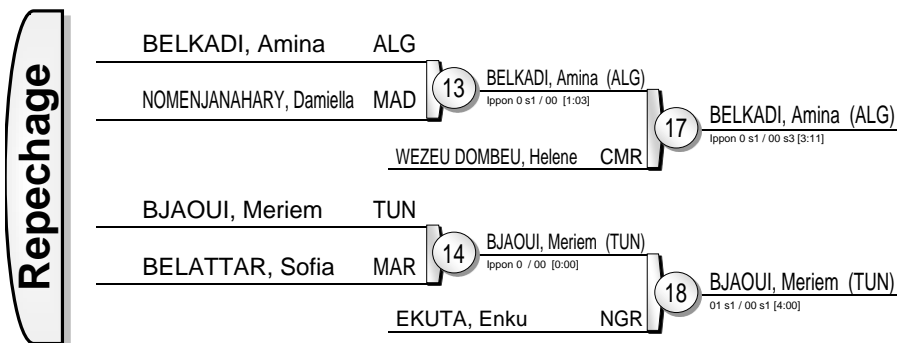 Repechage
BELKADI, Amina ALG
NOMENJANAHARY, Damiella MAD
13
BELKADI, Amina (ALG)
Ippon 0 s1 / 00 [1:03]
WEZEU DOMBEU, Helene CMR
17
BELKADI, Amina (ALG)
Ippon 0 s1 / 00 s3 [3:11]
BJAOUI, Meriem TUN
BELATTAR, Sofia MAR
14
BJAOUI, Meriem (TUN)
Ippon 0 / 00 [0:00]
EKUTA, Enku NGR
18
BJAOUI, Meriem (TUN)
01 s1 / 00 s1 [4:00]